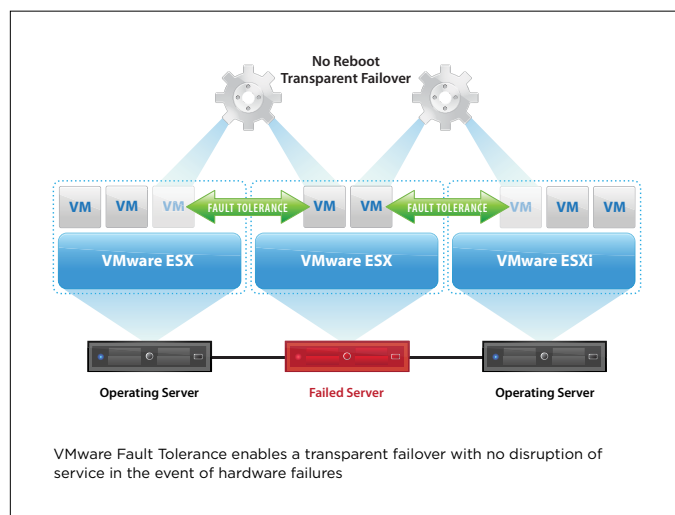 No Reboot
Transparent Failover
VM VM VM FAULT TOLERANCE VM VM FAULT TOLERANCE VM VM VM
VMware ESX VMware ESX VMware ESXi
Operating Server Failed Server Operating Server
VMware Fault Tolerance enables a transparent failover with no disruption of
service in the event of hardware failures